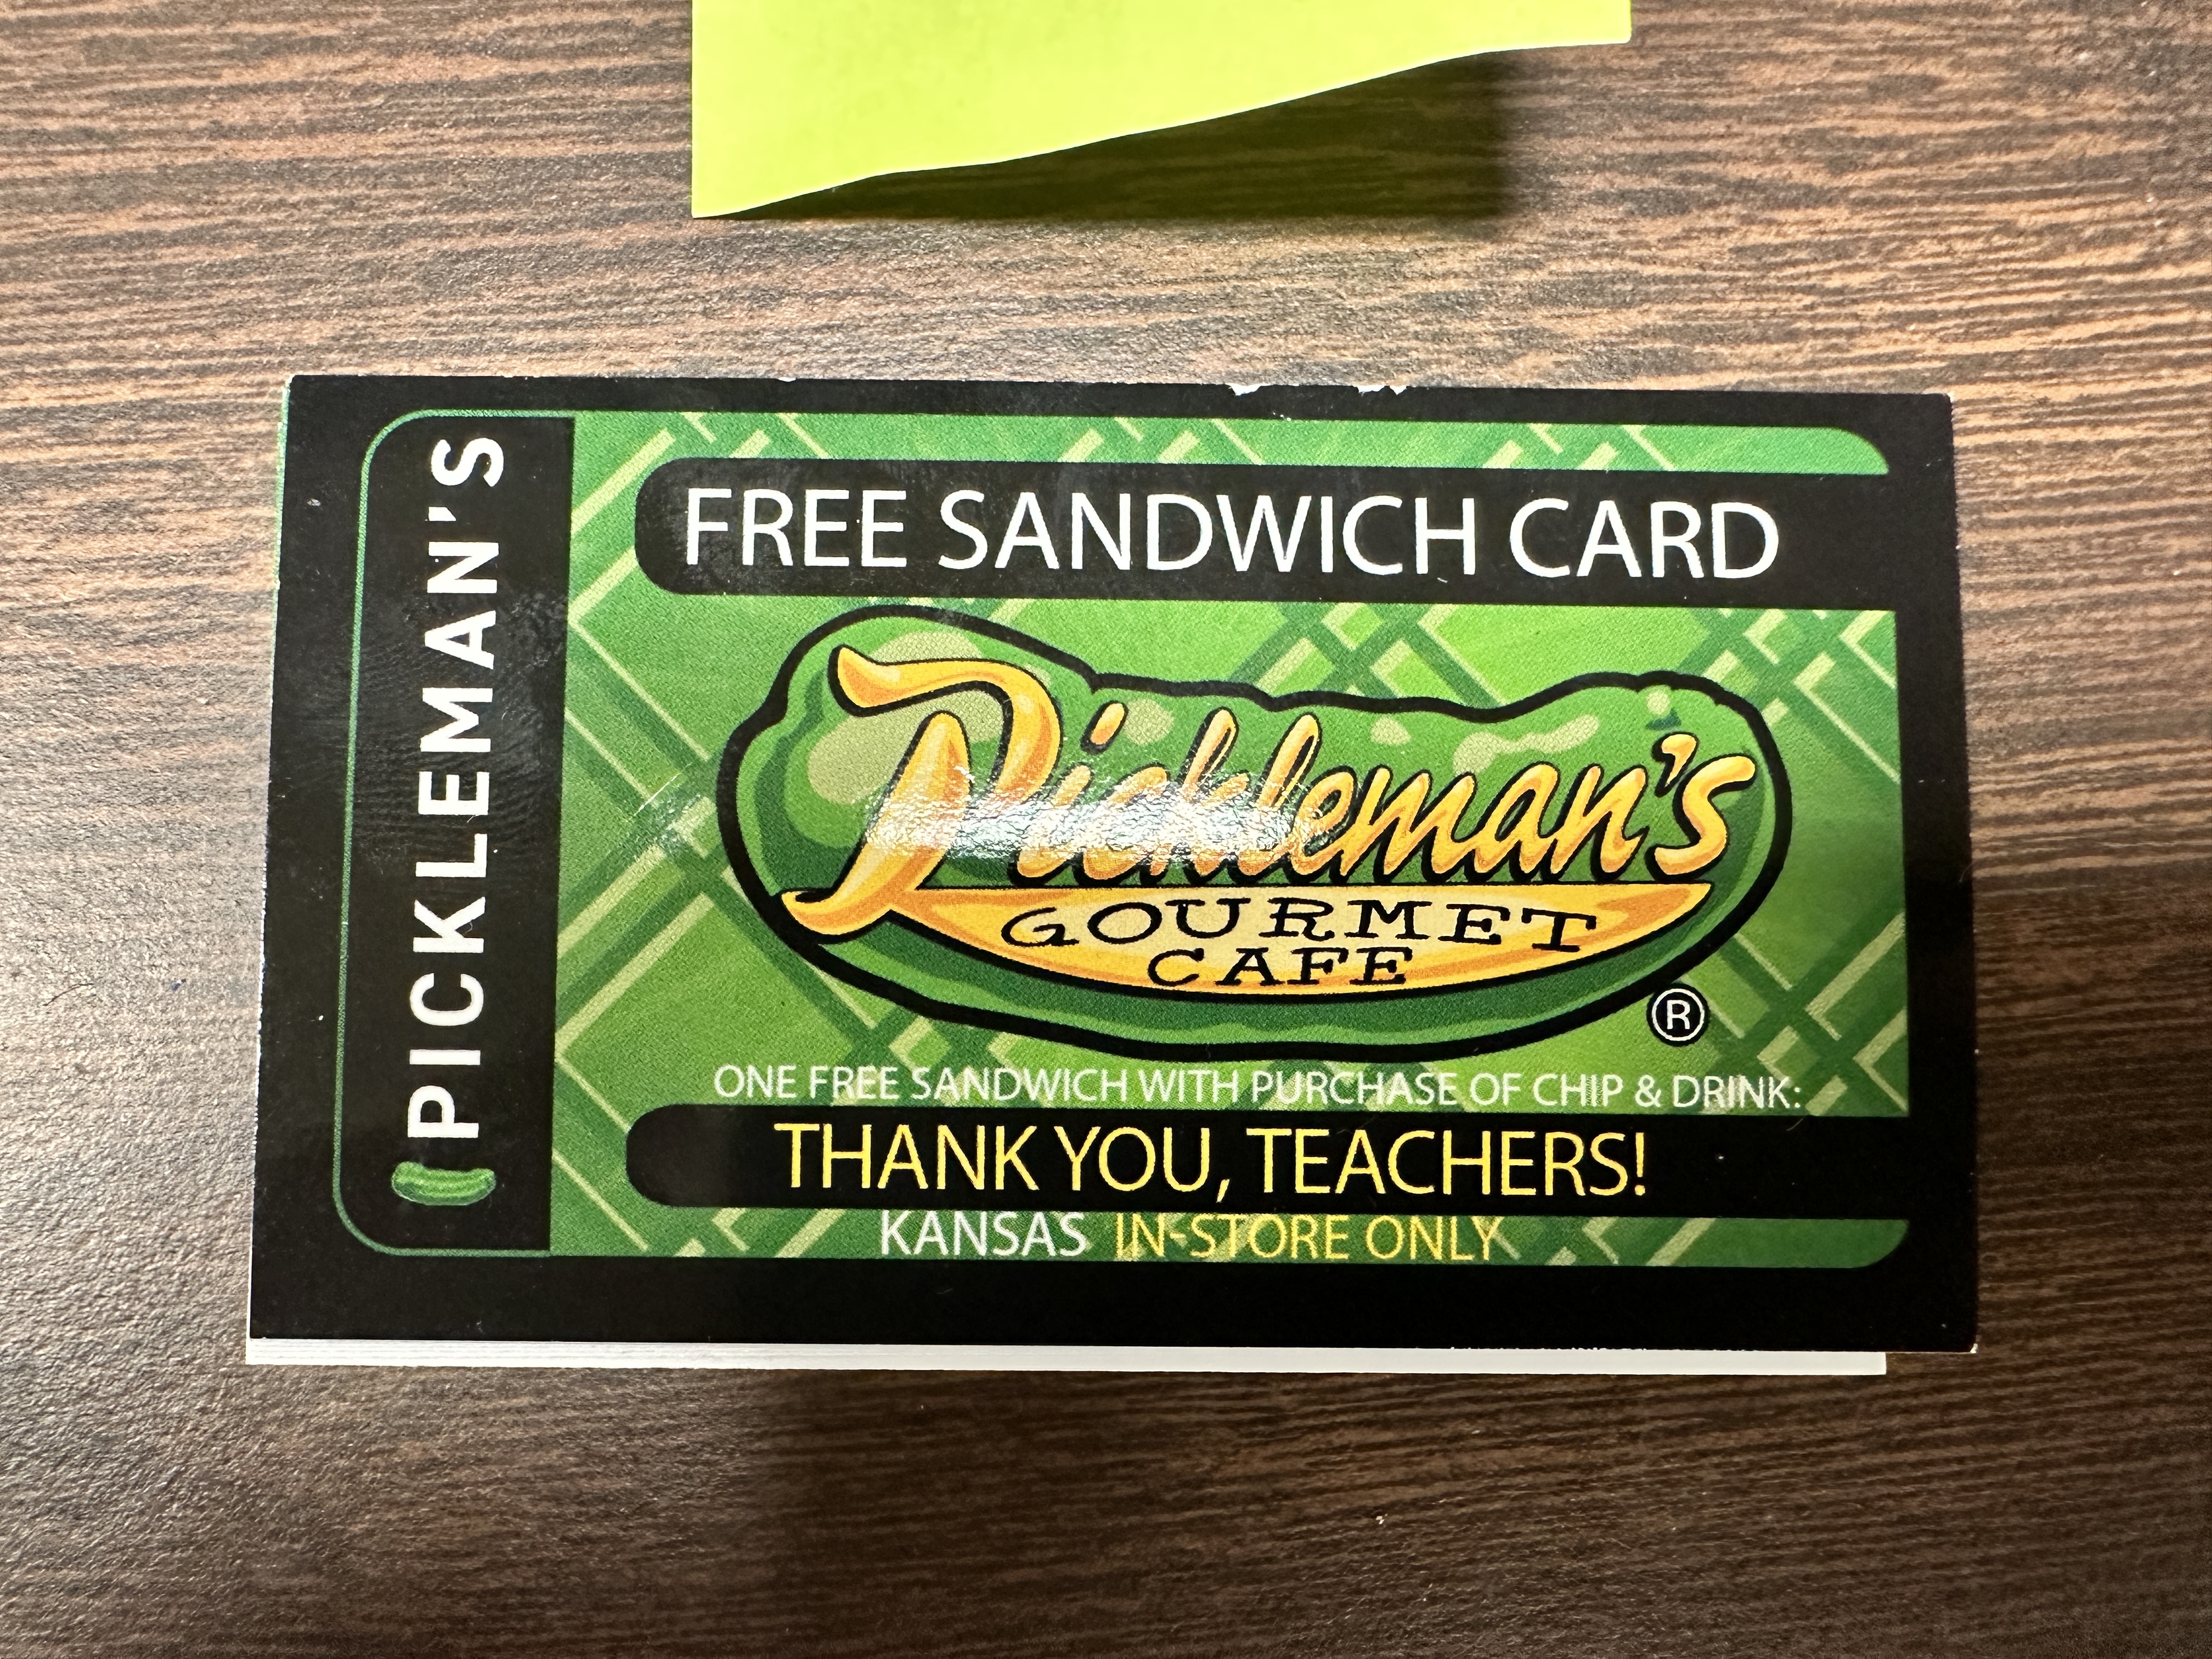 PICKLEMAN'S
FREE SANDWICH CARD
Pickleman's
GOURMET
CAFE
®
ONE FREE SANDWICH WITH PURCHASE OF CHIP & DRINK:
THANK YOU, TEACHERS!
KANSAS IN-STORE ONLY